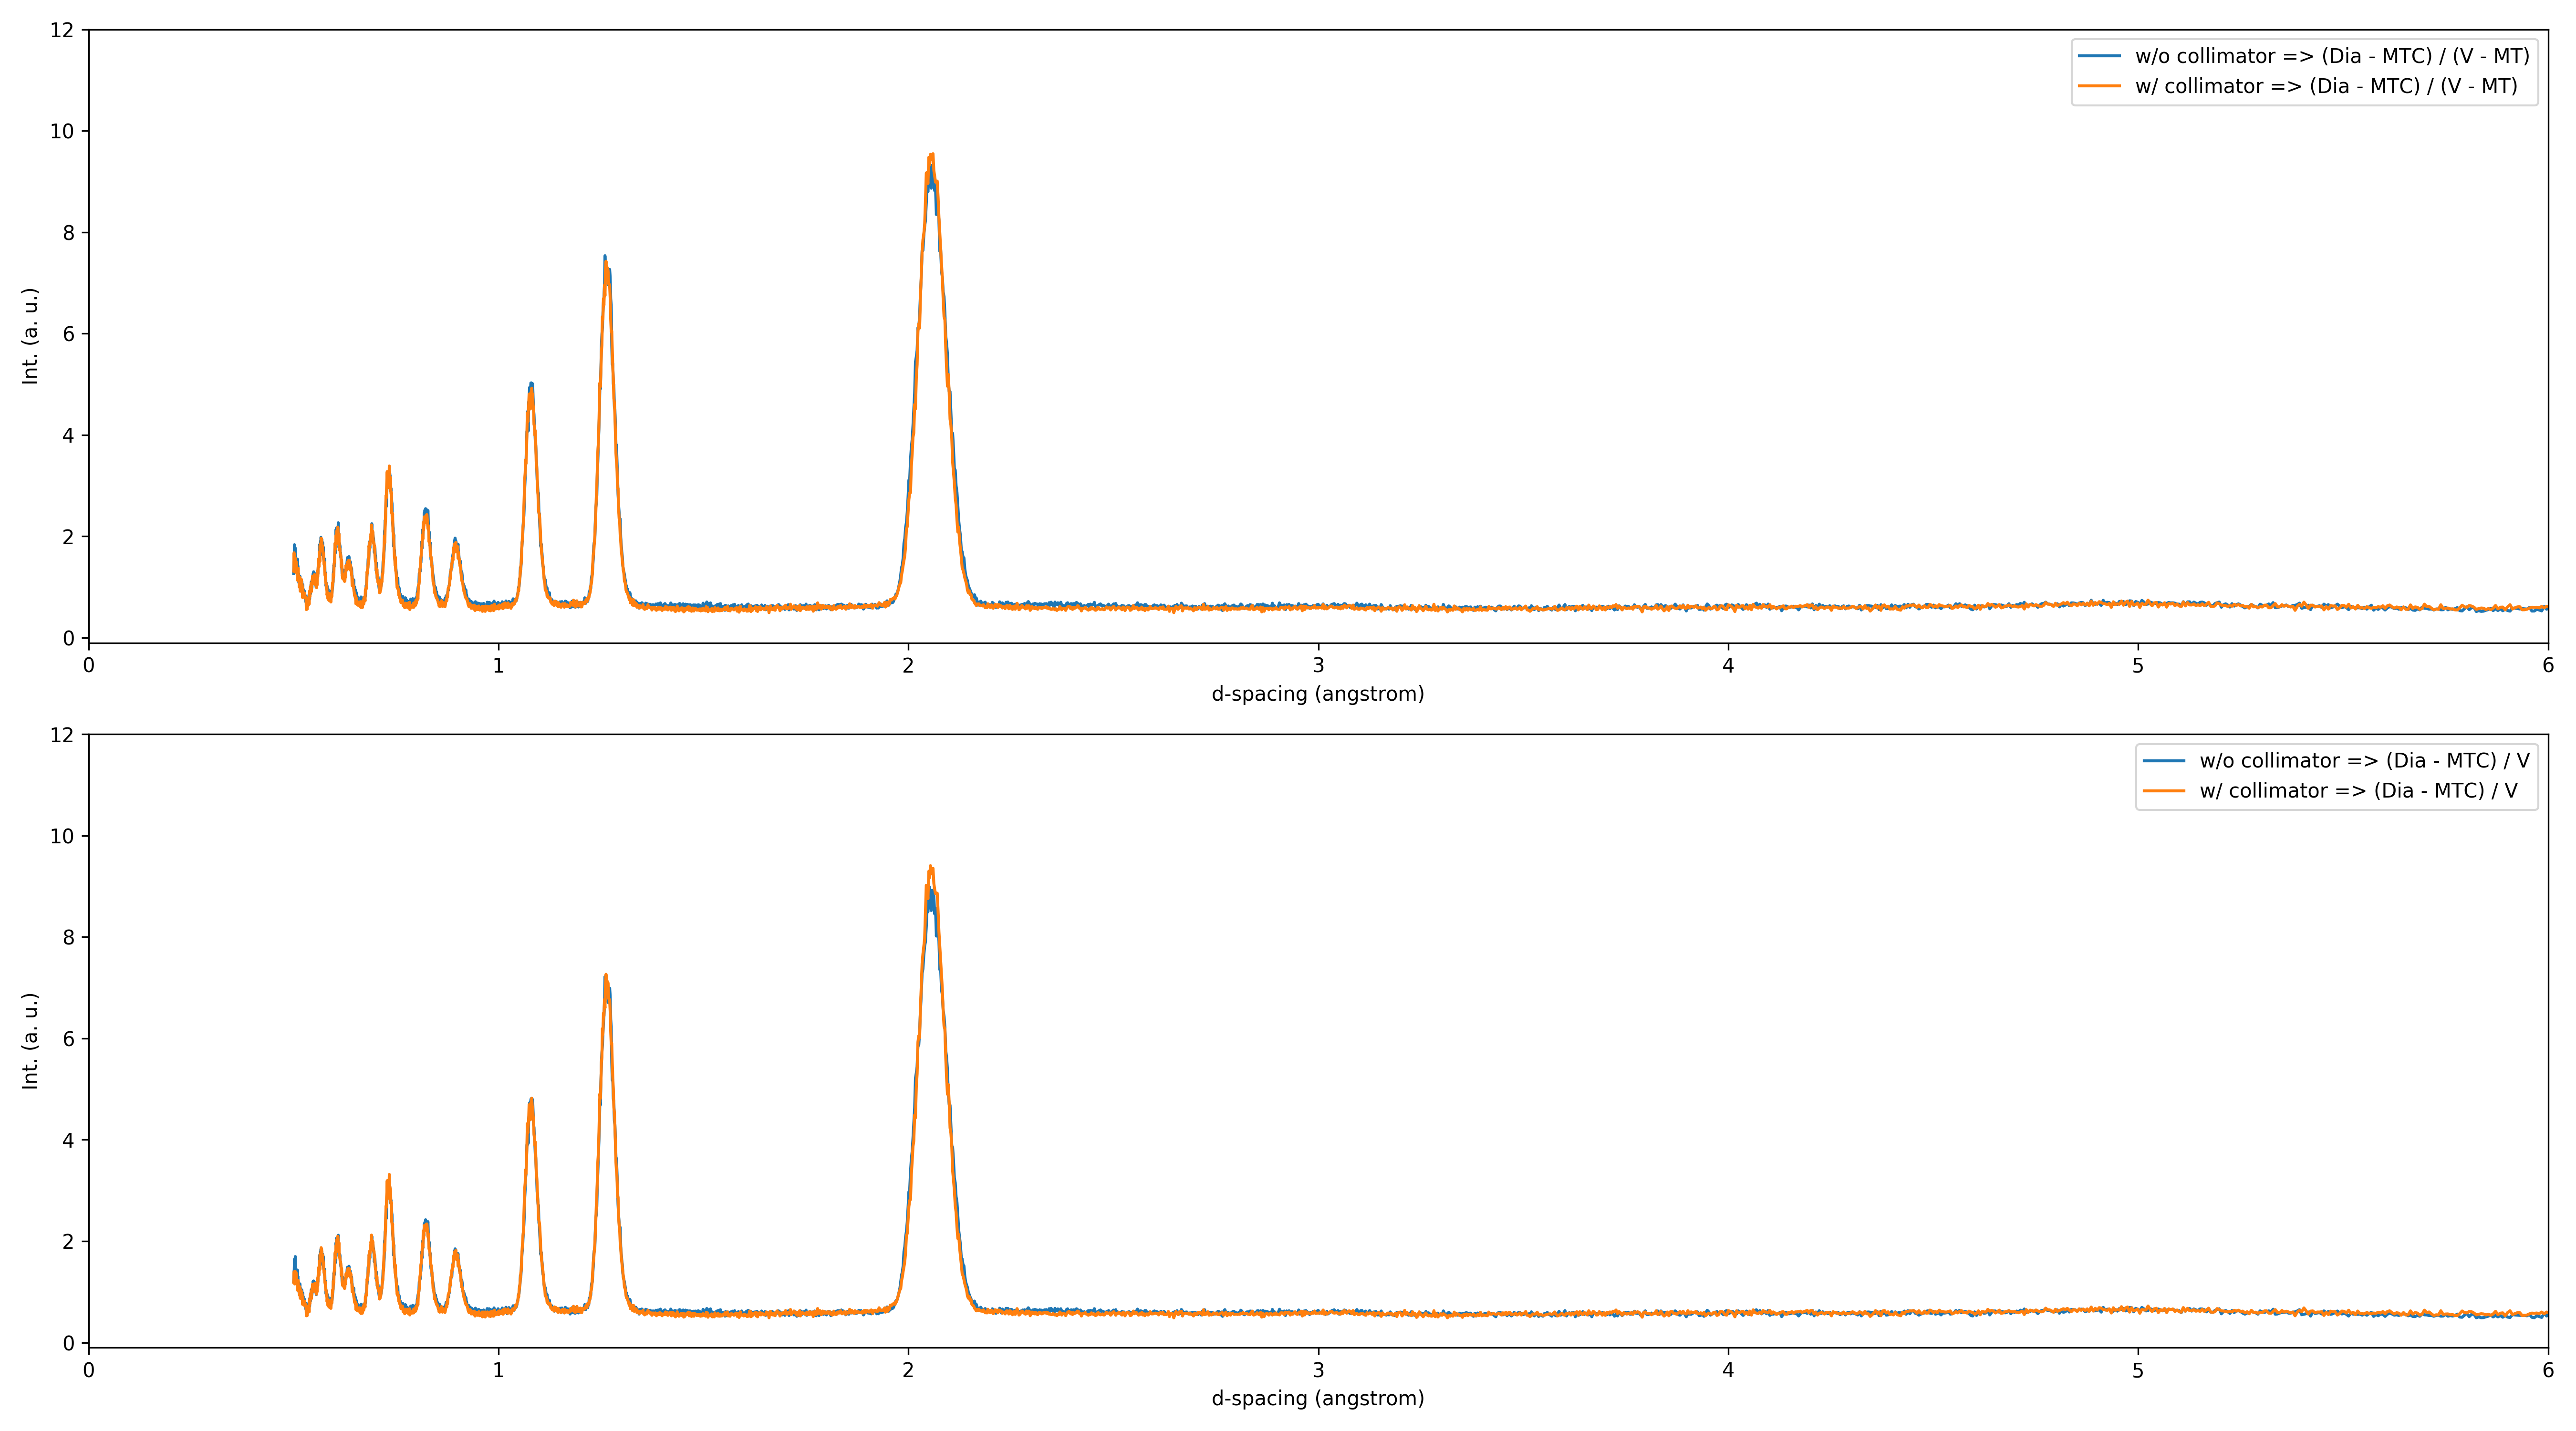 12
10
8
6
4
2
0
Int. (a. u.)
w/o collimator => (Dia - MTC) / (V - MT)
w/ collimator => (Dia - MTC) / (V - MT)
0 1 2 3 4 5 6
d-spacing (angstrom)
12
10
8
6
4
2
0
Int. (a. u.)
w/o collimator => (Dia - MTC) / V
w/ collimator => (Dia - MTC) / V
0 1 2 3 4 5 6
d-spacing (angstrom)